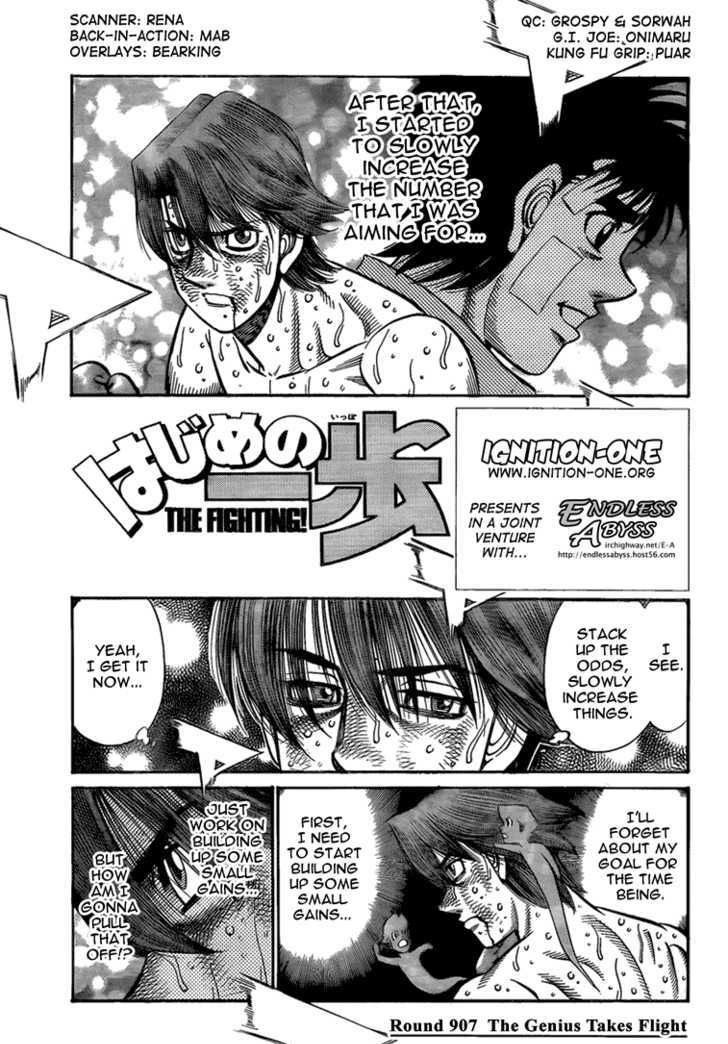 SCANNER: RENA
BACK-IN-ACTION: MAB
OVERLAYS: BEARKING
QC: GROSPY & SORWAH
G.I. JOE: ONIMARU
KUNG FU GRIP: PUAR
AFTER THAT,
I STARTED
TO SLOWLY
INCREASE
THE NUMBER
THAT I WAS
AIMING FOR...
はじめの一歩
いっぽ
THE FIGHTING!
IGNITION-ONE
WWW.IGNITION-ONE.ORG
PRESENTS
IN A JOINT
VENTURE
WITH...
ENDLESS
ABYSS
irchighway.net/E-A
http://endlessabyss.host56.com
I
SEE.
STACK
UP THE
ODDS,
SLOWLY
INCREASE
THINGS.
YEAH,
I GET IT
NOW...
I'LL
FORGET
ABOUT MY
GOAL FOR
THE TIME
BEING.
FIRST,
I NEED
TO START
BUILDING
UP SOME
SMALL
GAINS...
JUST
WORK ON
BUILDING
UP SOME
SMALL
GAINS...
BUT
HOW
AM I
GONNA
PULL
THAT
OFF!?
Round 907 The Genius Takes Flight